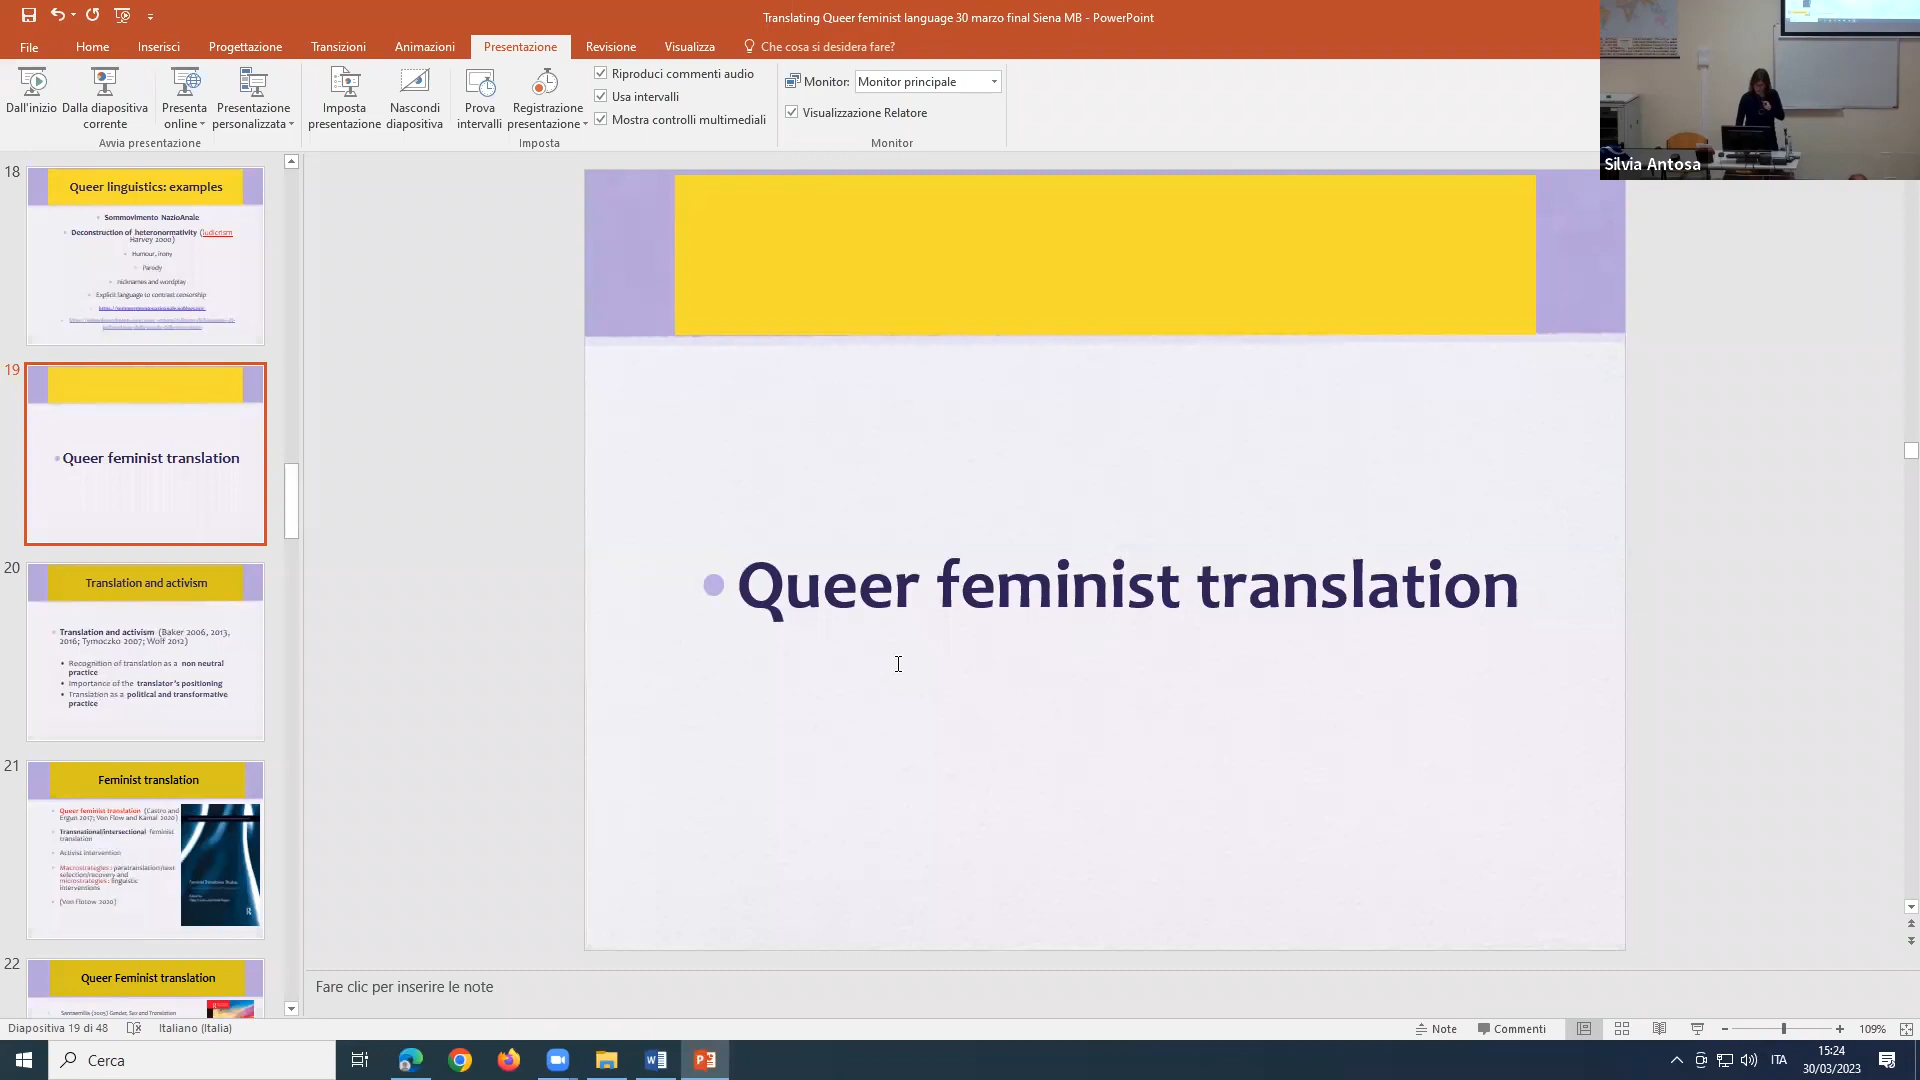 Translating Queer feminist language 30 marzo final Siena MB - PowerPoint
File Home Inserisci Progettazione Transizioni Animazioni Presentazione Revisione Visualizza Che cosa si desidera fare?
Dall'inizio
Dalla diapositiva corrente
Presenta online
Presentazione personalizzata
Avvia presentazione
Imposta presentazione
Nascondi diapositiva
Prova intervalli
Registrazione presentazione
Riproduci commenti audio
Usa intervalli
Mostra controlli multimediali
Imposta
Monitor: Monitor principale
Visualizzazione Relatore
Monitor
Silvia Antosa
18
Queer linguistics: examples
Sommovimento NazioAnale
Deconstruction of heteronormativity (ludicrism
Harvey 2000)
Humour, irony
Parody
nicknames and wordplay
Explicit language to contrast censorship
19
Queer feminist translation
20
Translation and activism
Translation and activism (Baker 2006, 2013,
2016; Tymoczko 2007; Wolf 2012)
• Recognition of translation as a non neutral
practice
• Importance of the translator's positioning
• Translation as a political and transformative
practice
21
Feminist translation
Queer feminist translation (Castro and
Ergun 2017; Von Flow and Kamal 2020)
Transnational/intersectional feminist
translation
Activist intervention
Macrostrategies : paratranslation/text
selection/recovery and
microstrategies : linguistic
interventions
(Von Flotow 2020)
22
Queer Feminist translation
Santaemilia (2005) Gender, Sex and Translation
• Queer feminist translation
Fare clic per inserire le note
Diapositiva 19 di 48 Italiano (Italia) Note Commenti 109%
Cerca
ITA
15:24
30/03/2023